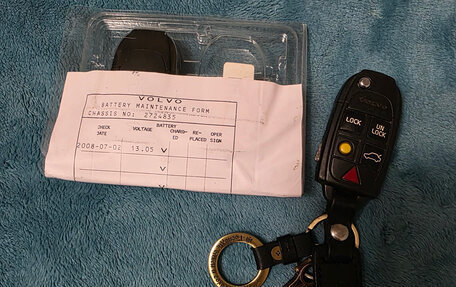 VOLVO
BATTERY MAINTENANCE FORM
CHASSIS NO: 2724835
CHECK DATE VOLTAGE BATTERY CHARG-ED RE-PLACED OPER SIGN
2008-07-02 13.05 V
V
V
VOLVO
LOCK
UN LOCK